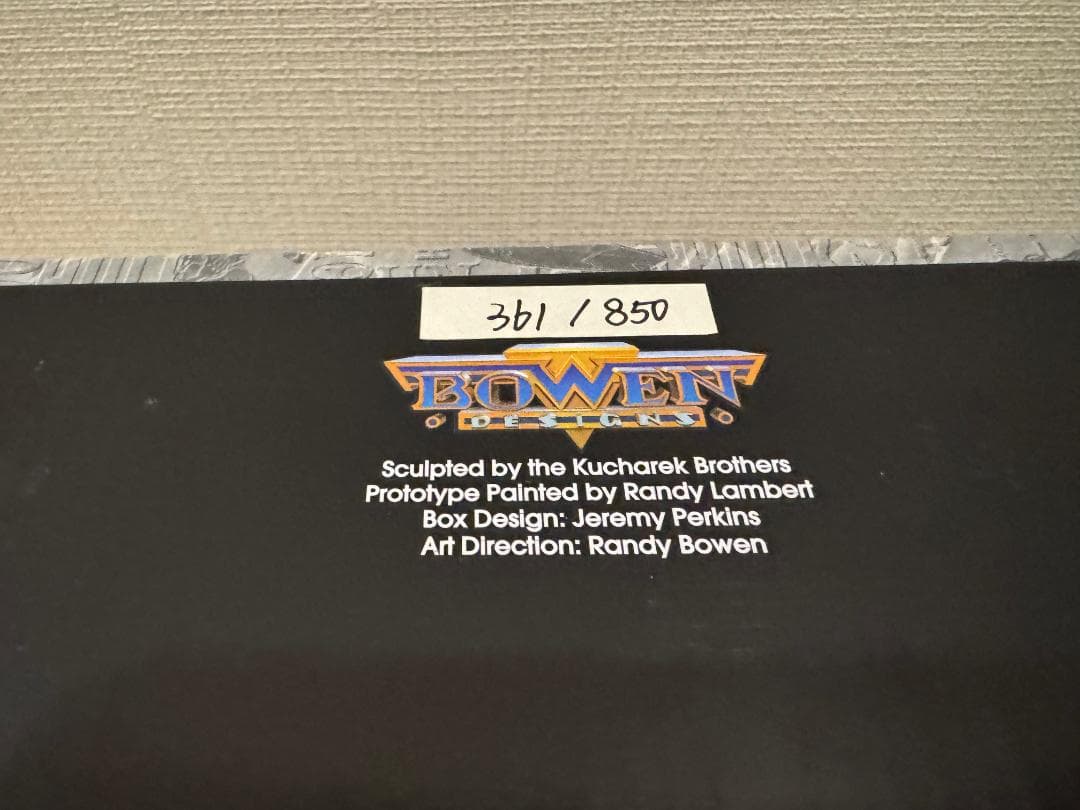 361 / 850
BOWEN
DESIGNS
Sculpted by the Kucharek Brothers
Prototype Painted by Randy Lambert
Box Design: Jeremy Perkins
Art Direction: Randy Bowen